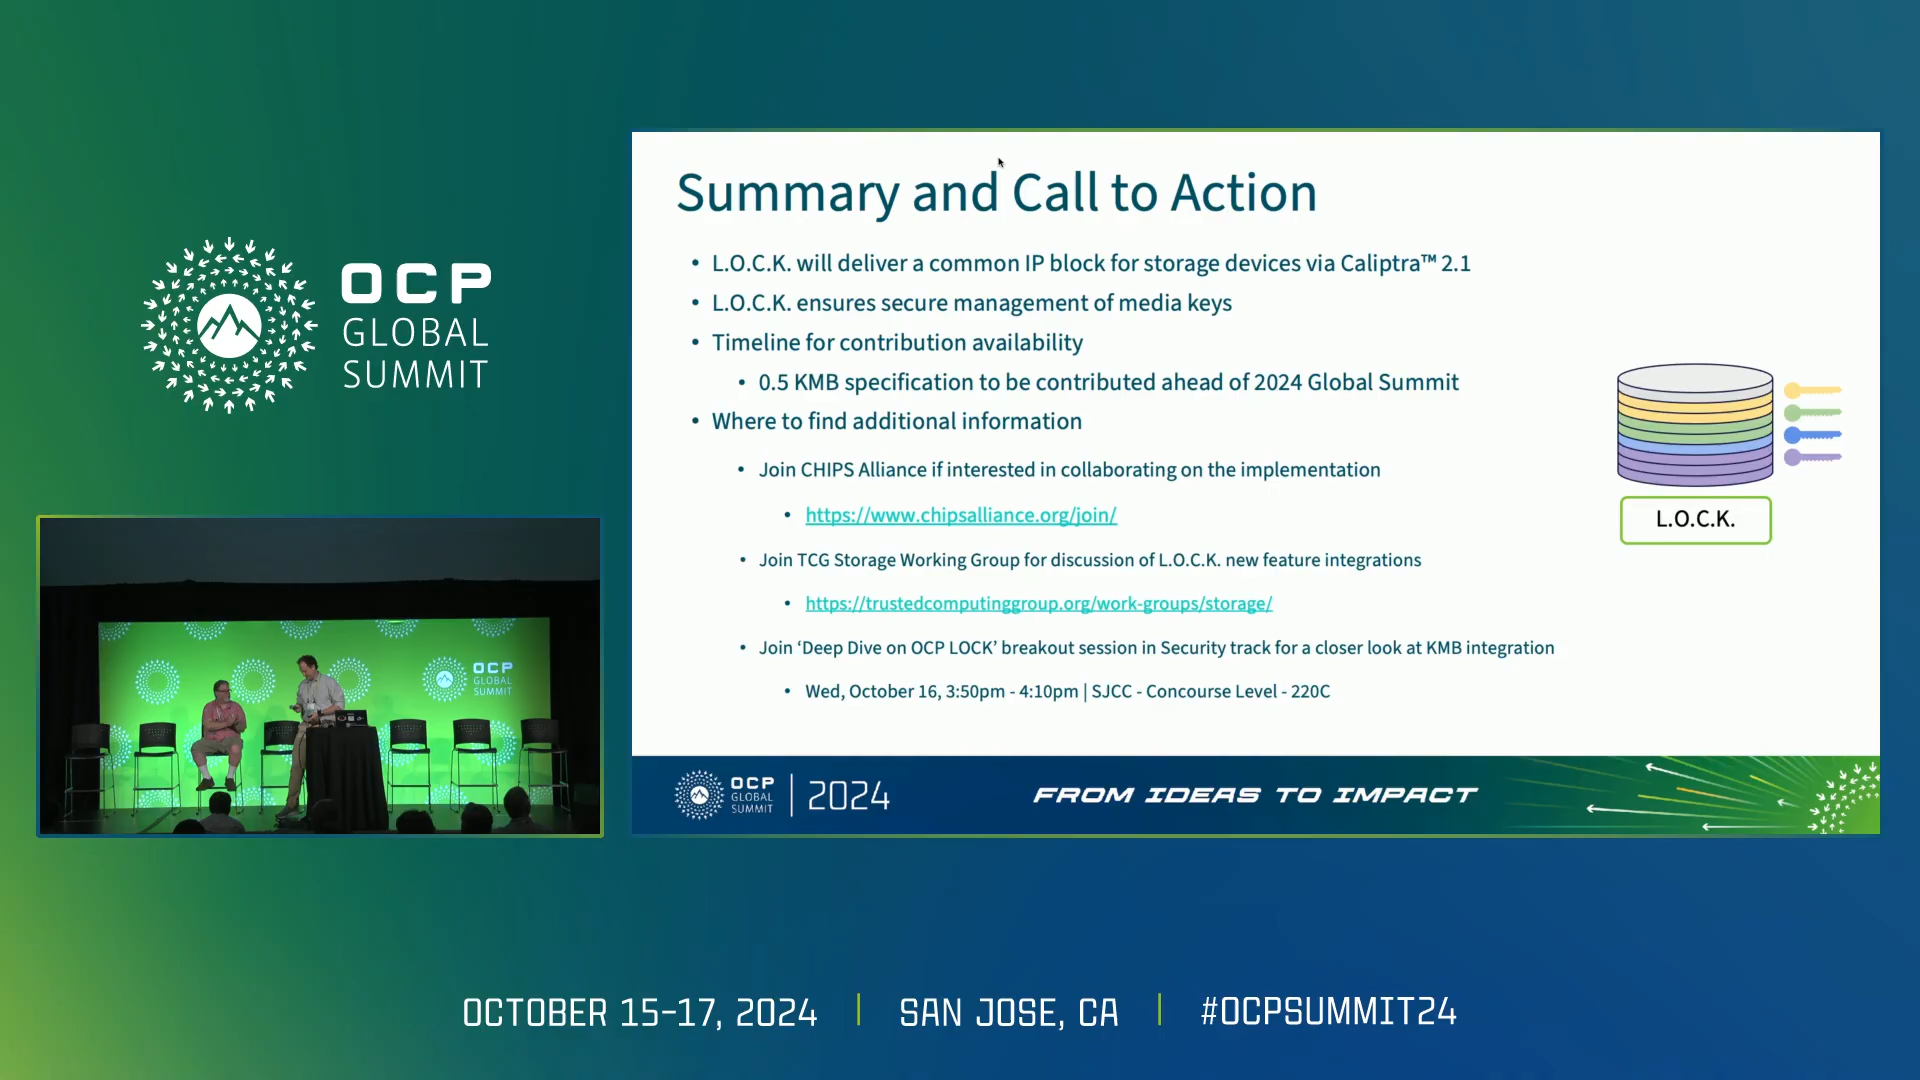 OCP
GLOBAL
SUMMIT
Summary and Call to Action
• L.O.C.K. will deliver a common IP block for storage devices via Caliptra™ 2.1
• L.O.C.K. ensures secure management of media keys
• Timeline for contribution availability
• 0.5 KMB specification to be contributed ahead of 2024 Global Summit
• Where to find additional information
• Join CHIPS Alliance if interested in collaborating on the implementation
• https://www.chipsalliance.org/join/
• Join TCG Storage Working Group for discussion of L.O.C.K. new feature integrations
• https://trustedcomputinggroup.org/work-groups/storage/
• Join ‘Deep Dive on OCP LOCK’ breakout session in Security track for a closer look at KMB integration
• Wed, October 16, 3:50pm - 4:10pm | SJCC - Concourse Level - 220C
L.O.C.K.
OCP
GLOBAL
SUMMIT
2024
FROM IDEAS TO IMPACT
OCP
GLOBAL
SUMMIT
OCTOBER 15-17, 2024 | SAN JOSE, CA | #OCPSUMMIT24